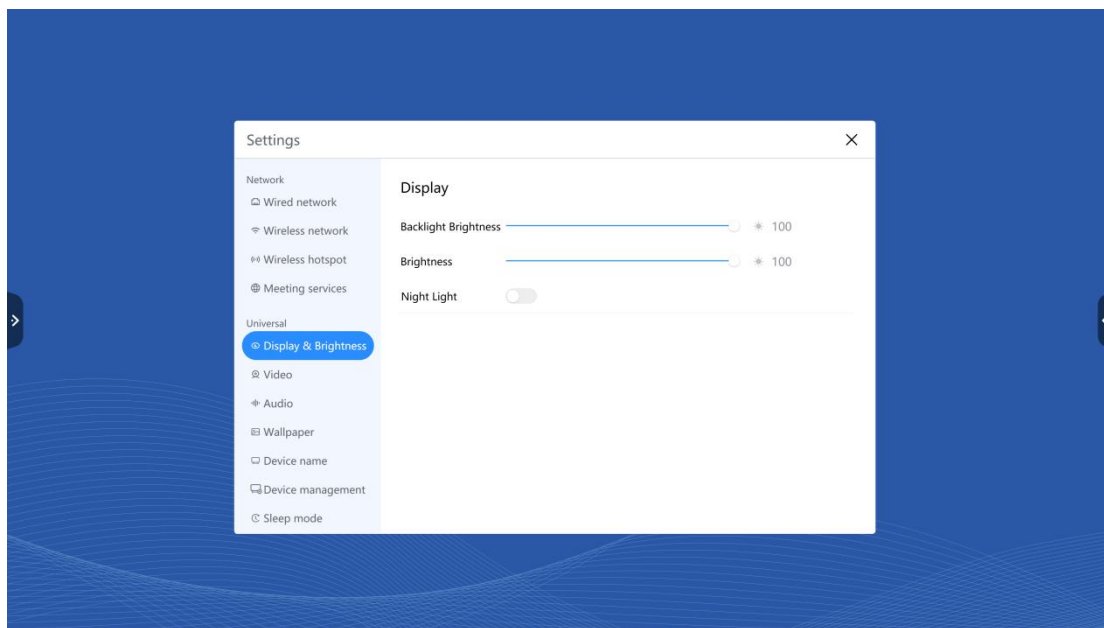 Settings
Network
Wired network
Wireless network
Wireless hotspot
Meeting services
Universal
Display & Brightness
Video
Audio
Wallpaper
Device name
Device management
Sleep mode
Display
Backlight Brightness 100
Brightness 100
Night Light